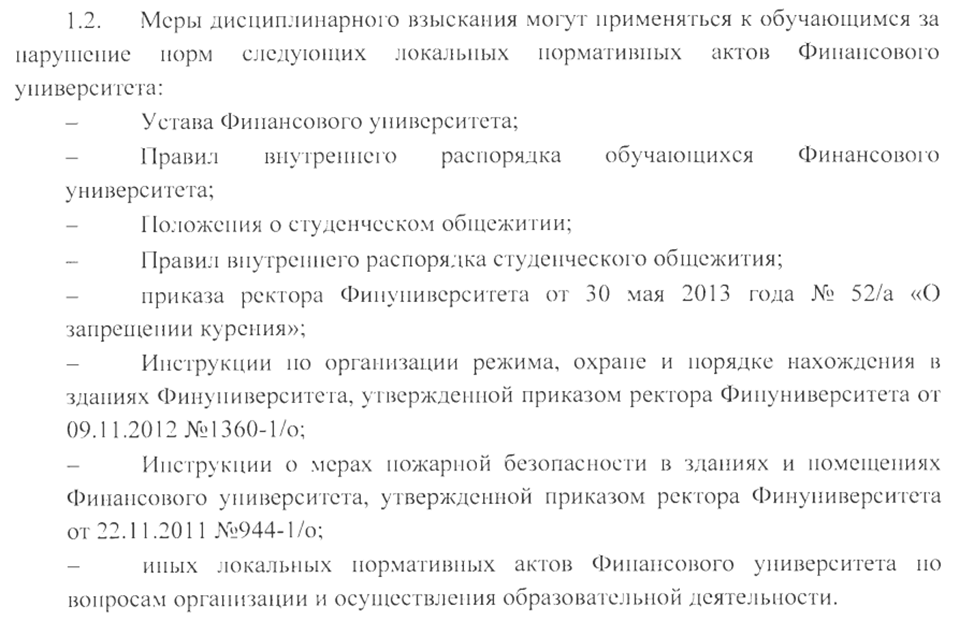 1.2. Меры дисциплинарного взыскания могут применяться к обучающимся за
нарушение норм следующих локальных нормативных актов Финансового
университета:
– Устава Финансового университета;
– Правил внутреннего распорядка обучающихся Финансового
университета;
– Положения о студенческом общежитии;
– Правил внутреннего распорядка студенческого общежития;
– приказа ректора Финуниверситета от 30 мая 2013 года № 52/а «О
запрещении курения»;
– Инструкции по организации режима, охране и порядке нахождения в
зданиях Финуниверситета, утвержденной приказом ректора Финуниверситета от
09.11.2012 №1360-1/о;
– Инструкции о мерах пожарной безопасности в зданиях и помещениях
Финансового университета, утвержденной приказом ректора Финуниверситета
от 22.11.2011 №944-1/о;
– иных локальных нормативных актов Финансового университета по
вопросам организации и осуществления образовательной деятельности.